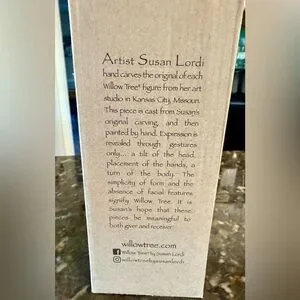 Artist Susan Lordi
hand carves the original of each
Willow Tree® figure from her art
studio in Kansas City, Missouri.
This piece is cast from Susan's
original carving, and then
painted by hand. Expression is
revealed through gestures
only... a tilt of the head,
placement of the hands, a
turn of the body. The
simplicity of form and the
absence of facial features
signify Willow Tree. It is
Susan's hope that these
pieces be meaningful to
both giver and receiver.
willowtree.com
Willow Tree® by Susan Lordi
willowtreebysusanlordi